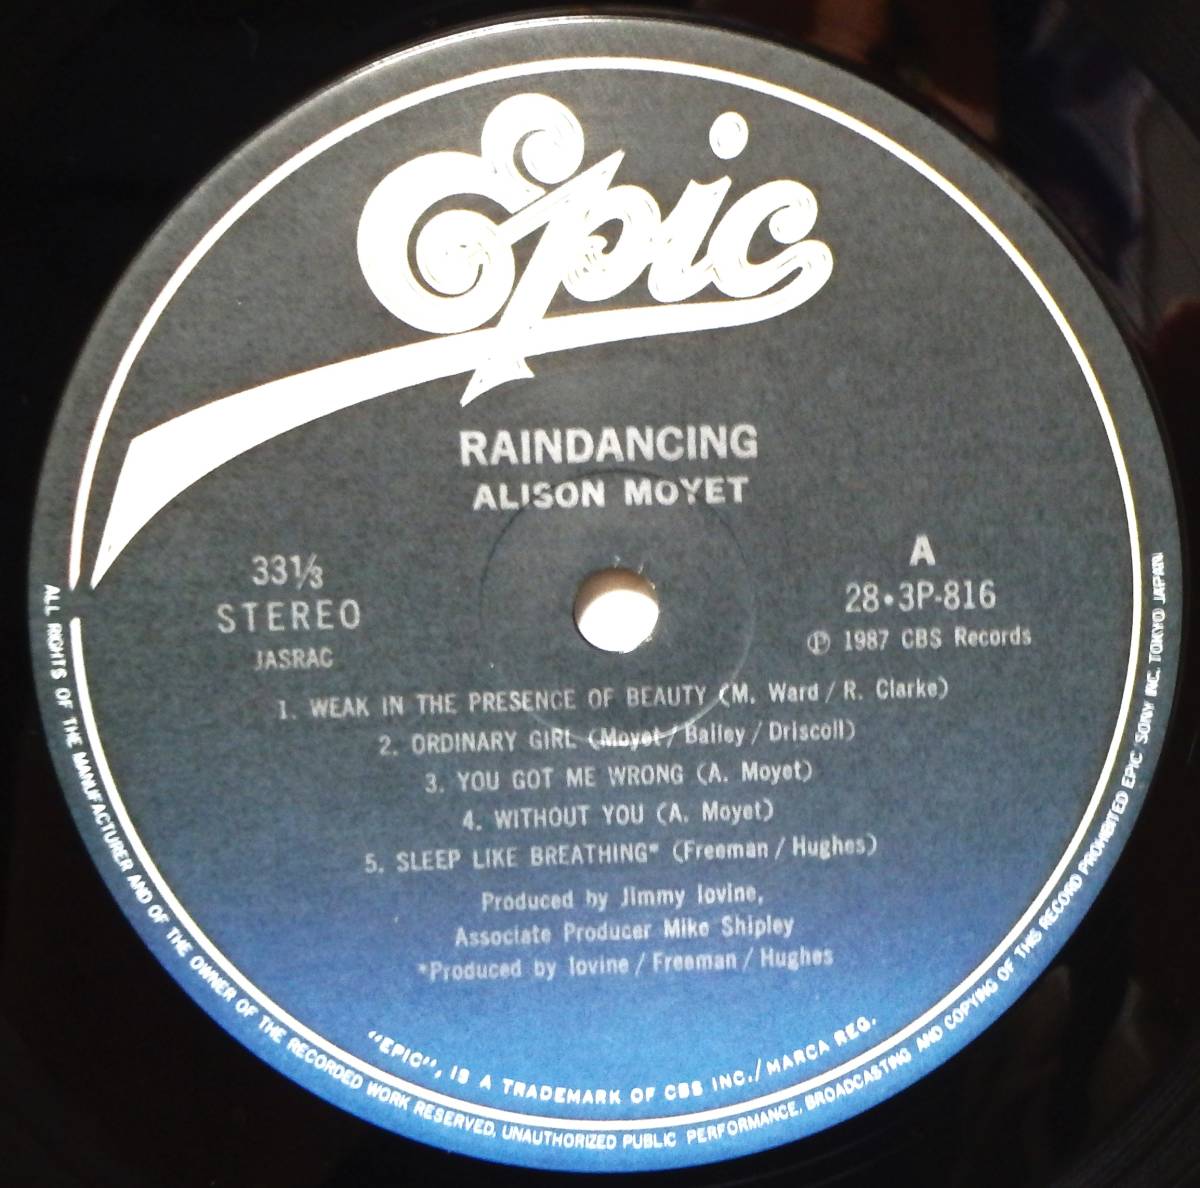 Epic
RAINDANCING
ALISON MOYET
33⅓
STEREO
JASRAC
A
28・3P-816
Ⓟ 1987 CBS Records
1. WEAK IN THE PRESENCE OF BEAUTY (M. Ward / R. Clarke)
2. ORDINARY GIRL (Moyet / Bailey / Driscoll)
3. YOU GOT ME WRONG (A. Moyet)
4. WITHOUT YOU (A. Moyet)
5. SLEEP LIKE BREATHING* (Freeman / Hughes)
Produced by Jimmy Iovine,
Associate Producer Mike Shipley
*Produced by Iovine / Freeman / Hughes
"EPIC", IS A TRADEMARK OF CBS INC./MARCA REG.
ALL RIGHTS OF THE MANUFACTURER AND OF THE OWNER OF THE RECORDED WORK RESERVED, UNAUTHORIZED PUBLIC PERFORMANCE, BROADCASTING AND COPYING OF THIS RECORD PROHIBITED EPIC/SONY INC. TOKYO JAPAN